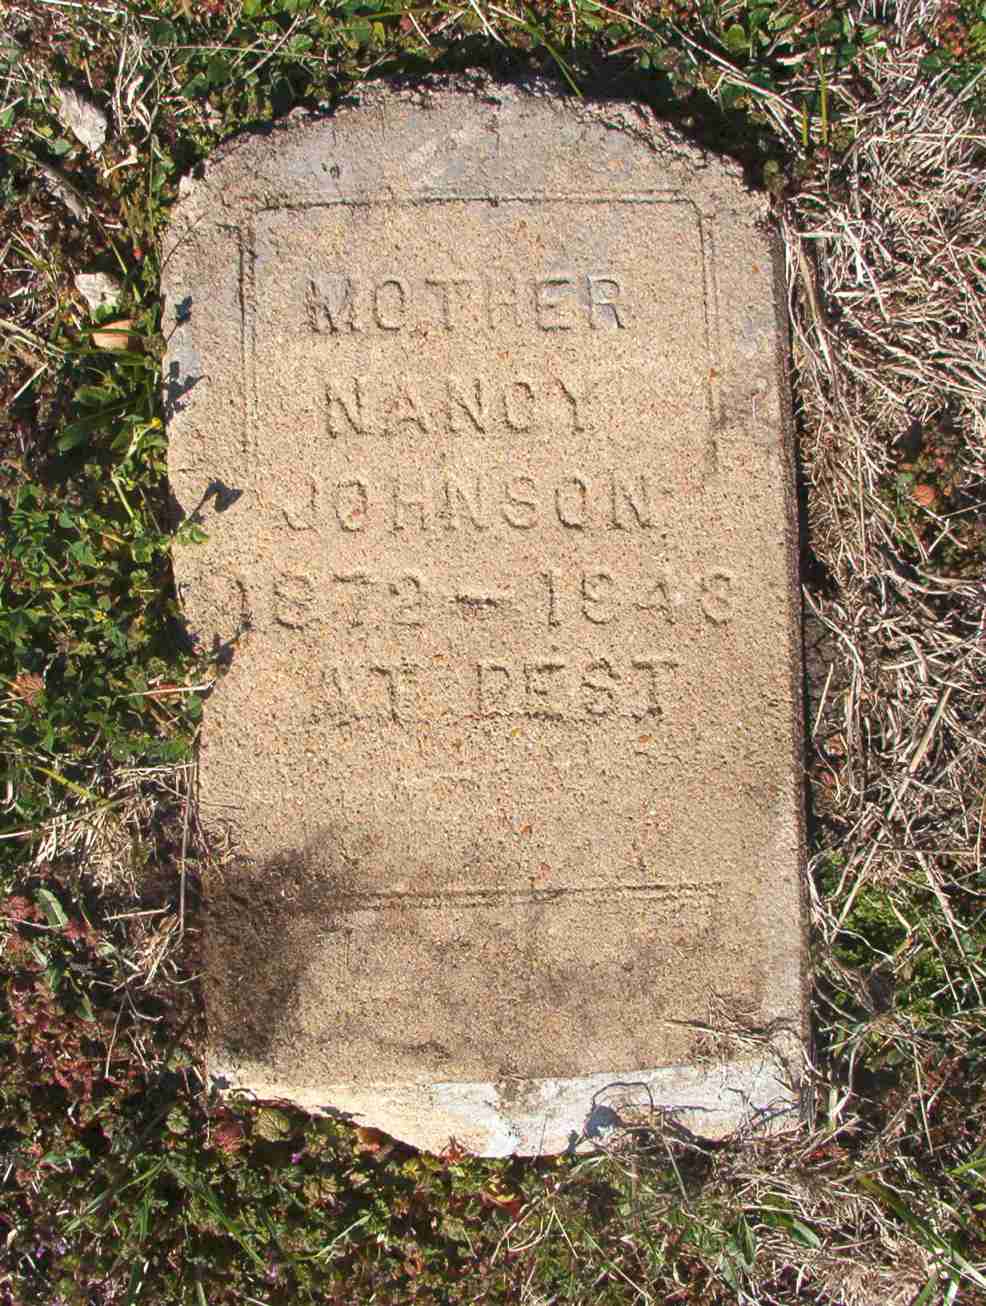 MOTHER
NANCY
JOHNSON
1872 — 1948
AT REST